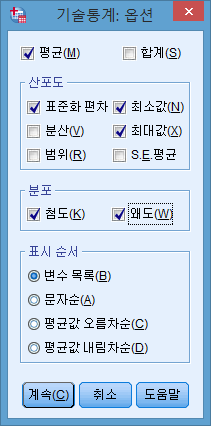 기술통계: 옵션
평균(M) 합계(S)
산포도
표준화 편차 최소값(N)
분산(V) 최대값(X)
범위(R) S.E.평균
분포
첨도(K) 왜도(W)
표시 순서
변수 목록(B)
문자순(A)
평균값 오름차순(C)
평균값 내림차순(D)
계속(C) 취소 도움말